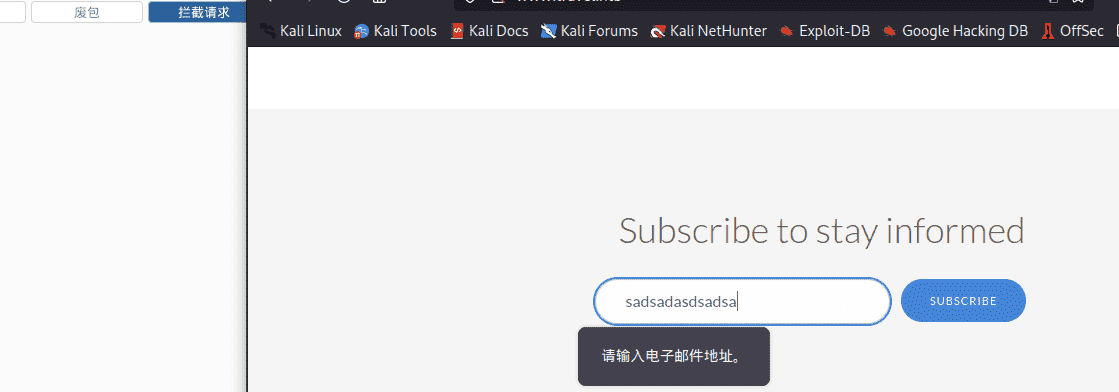 废包 拦截请求
Kali Linux Kali Tools Kali Docs Kali Forums Kali NetHunter Exploit-DB Google Hacking DB OffSec
Subscribe to stay informed
sadsadasdsadsa
SUBSCRIBE
请输入电子邮件地址。